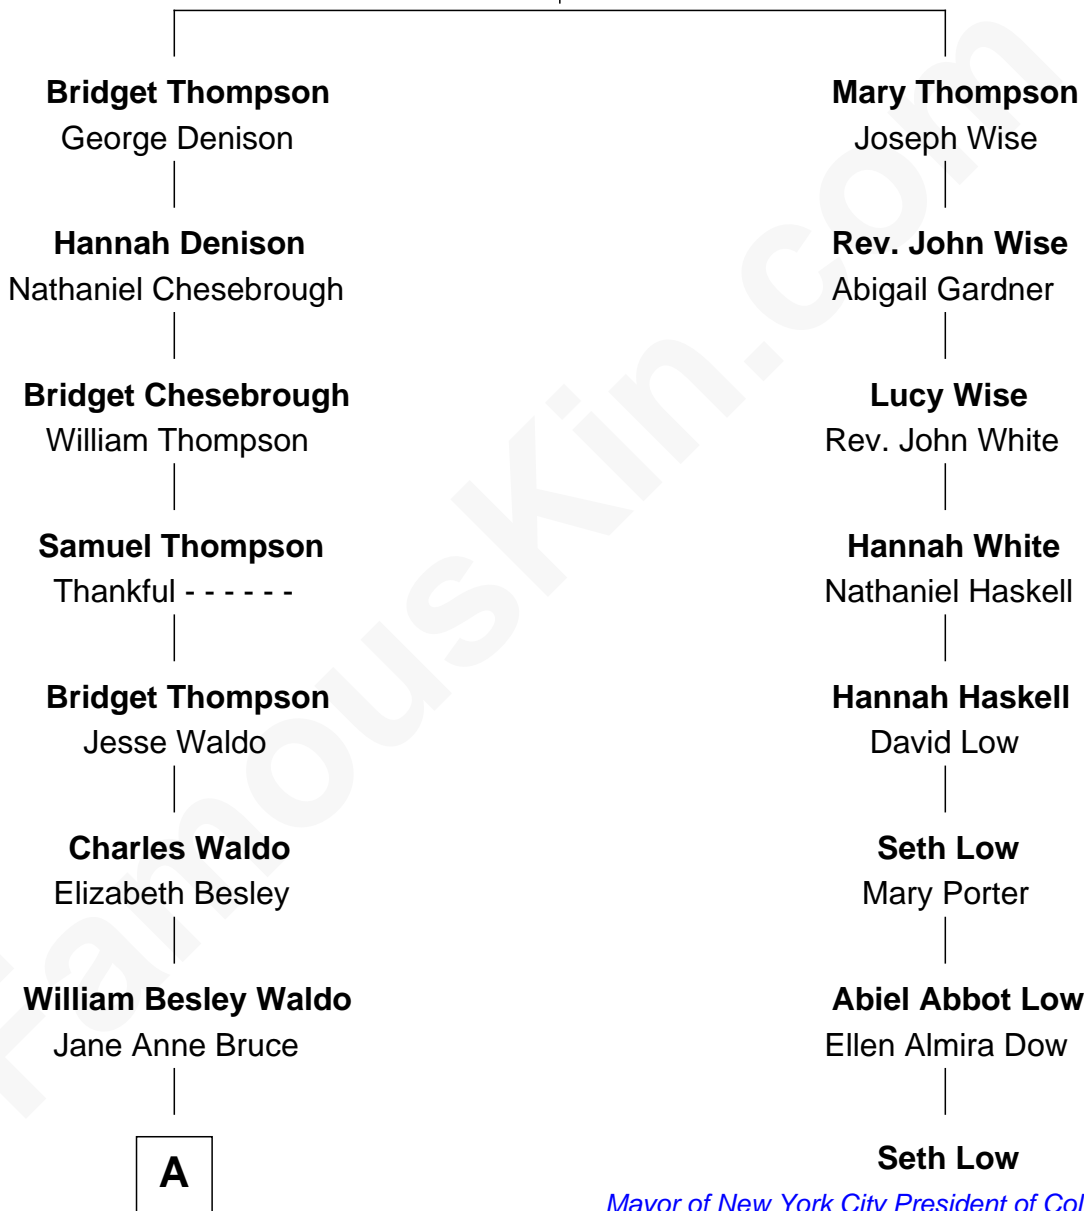 Bridget Thompson
George Denison
Mary Thompson
Joseph Wise
Hannah Denison
Nathaniel Chesebrough
Rev. John Wise
Abigail Gardner
Bridget Chesebrough
William Thompson
Lucy Wise
Rev. John White
Samuel Thompson
Thankful - - - - - -
Hannah White
Nathaniel Haskell
Bridget Thompson
Jesse Waldo
Hannah Haskell
David Low
Charles Waldo
Elizabeth Besley
Seth Low
Mary Porter
William Besley Waldo
Jane Anne Bruce
Abiel Abbot Low
Ellen Almira Dow
A
Seth Low
Mayor of New York City President of Col
FamousKin.com